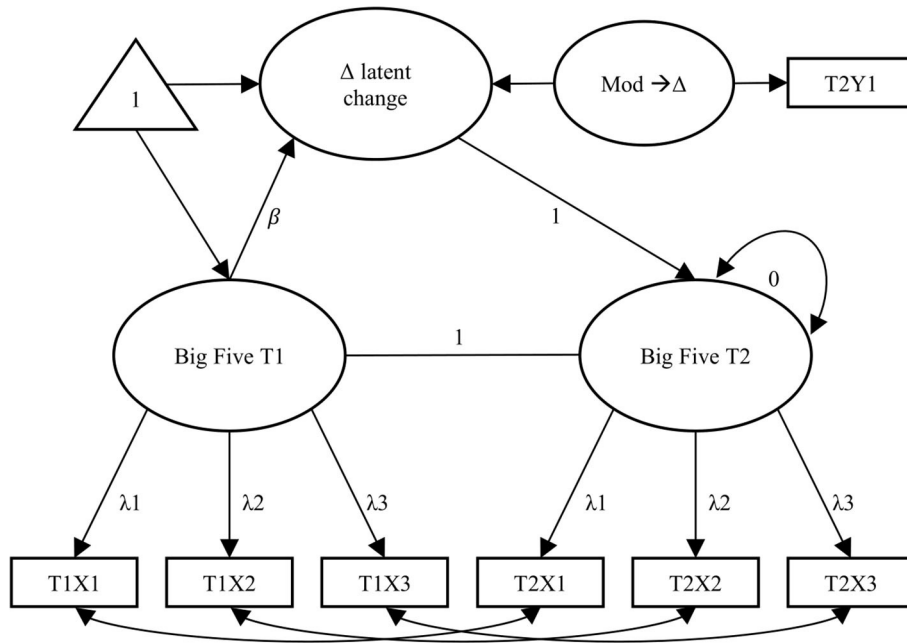 1
Δ latent
change
Mod →Δ
T2Y1
β
1
0
Big Five T1
1
Big Five T2
λ1
λ2
λ3
λ1
λ2
λ3
T1X1
T1X2
T1X3
T2X1
T2X2
T2X3